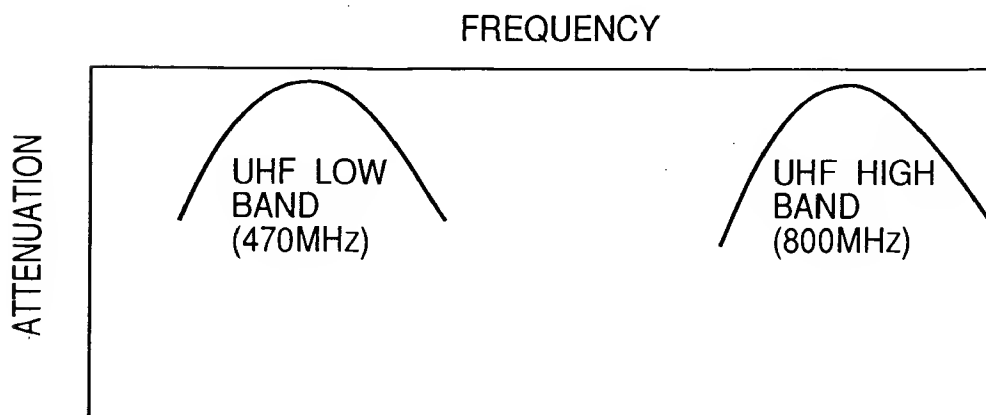 FREQUENCY
ATTENUATION
UHF LOW
BAND
(470MHz)
UHF HIGH
BAND
(800MHz)